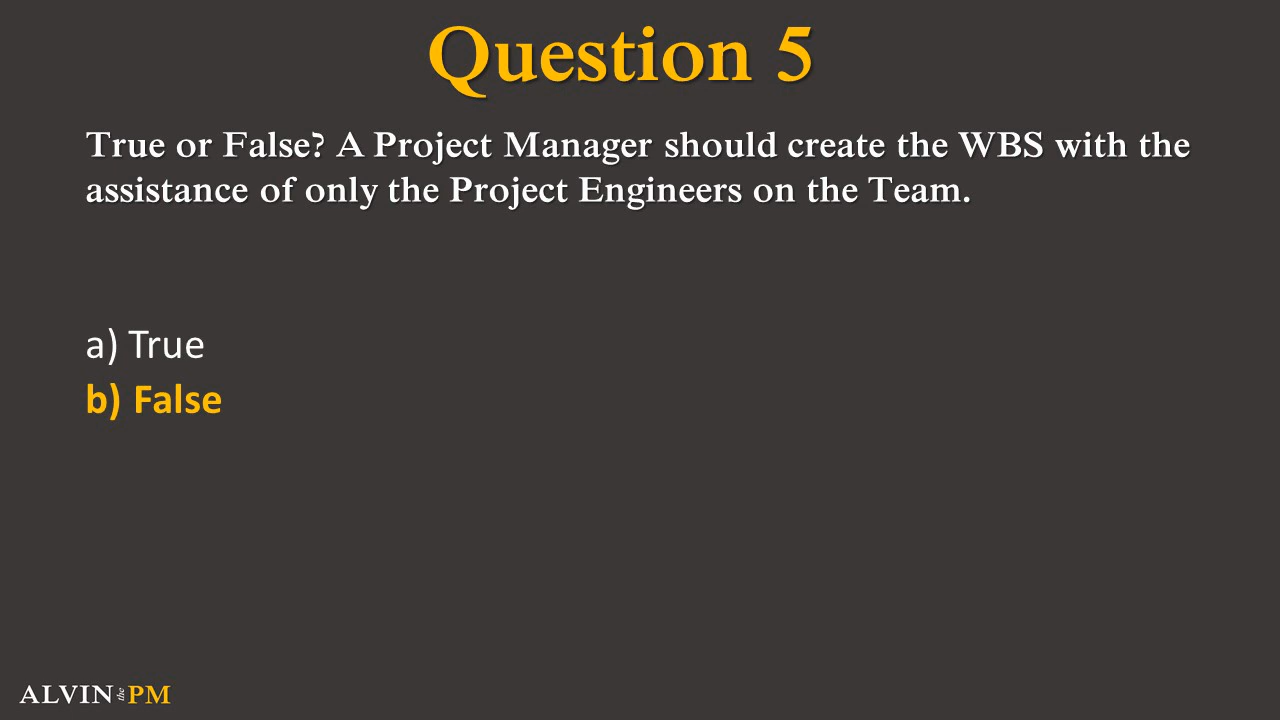 Question 5
True or False? A Project Manager should create the WBS with the
assistance of only the Project Engineers on the Team.
a) True
b) False
ALVIN the PM